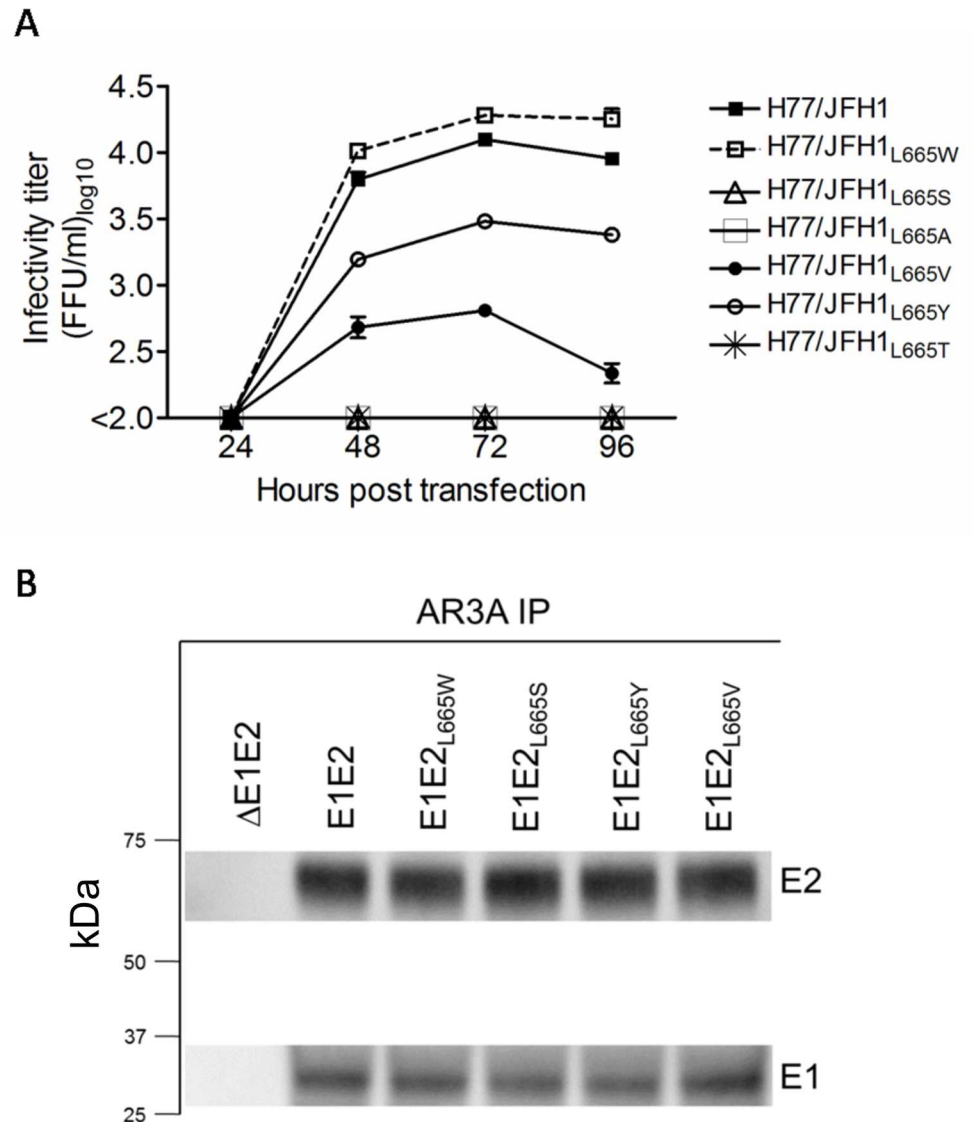 A
Infectivity titer
(FFU/ml)log10
4.5
4.0
3.5
3.0
2.5
<2.0
24 48 72 96
Hours post transfection
H77/JFH1
H77/JFH1L665W
H77/JFH1L665S
H77/JFH1L665A
H77/JFH1L665V
H77/JFH1L665Y
H77/JFH1L665T
B
AR3A IP
ΔE1E2
E1E2
E1E2L665W
E1E2L665S
E1E2L665Y
E1E2L665V
kDa
75
50
37
25
E2
E1